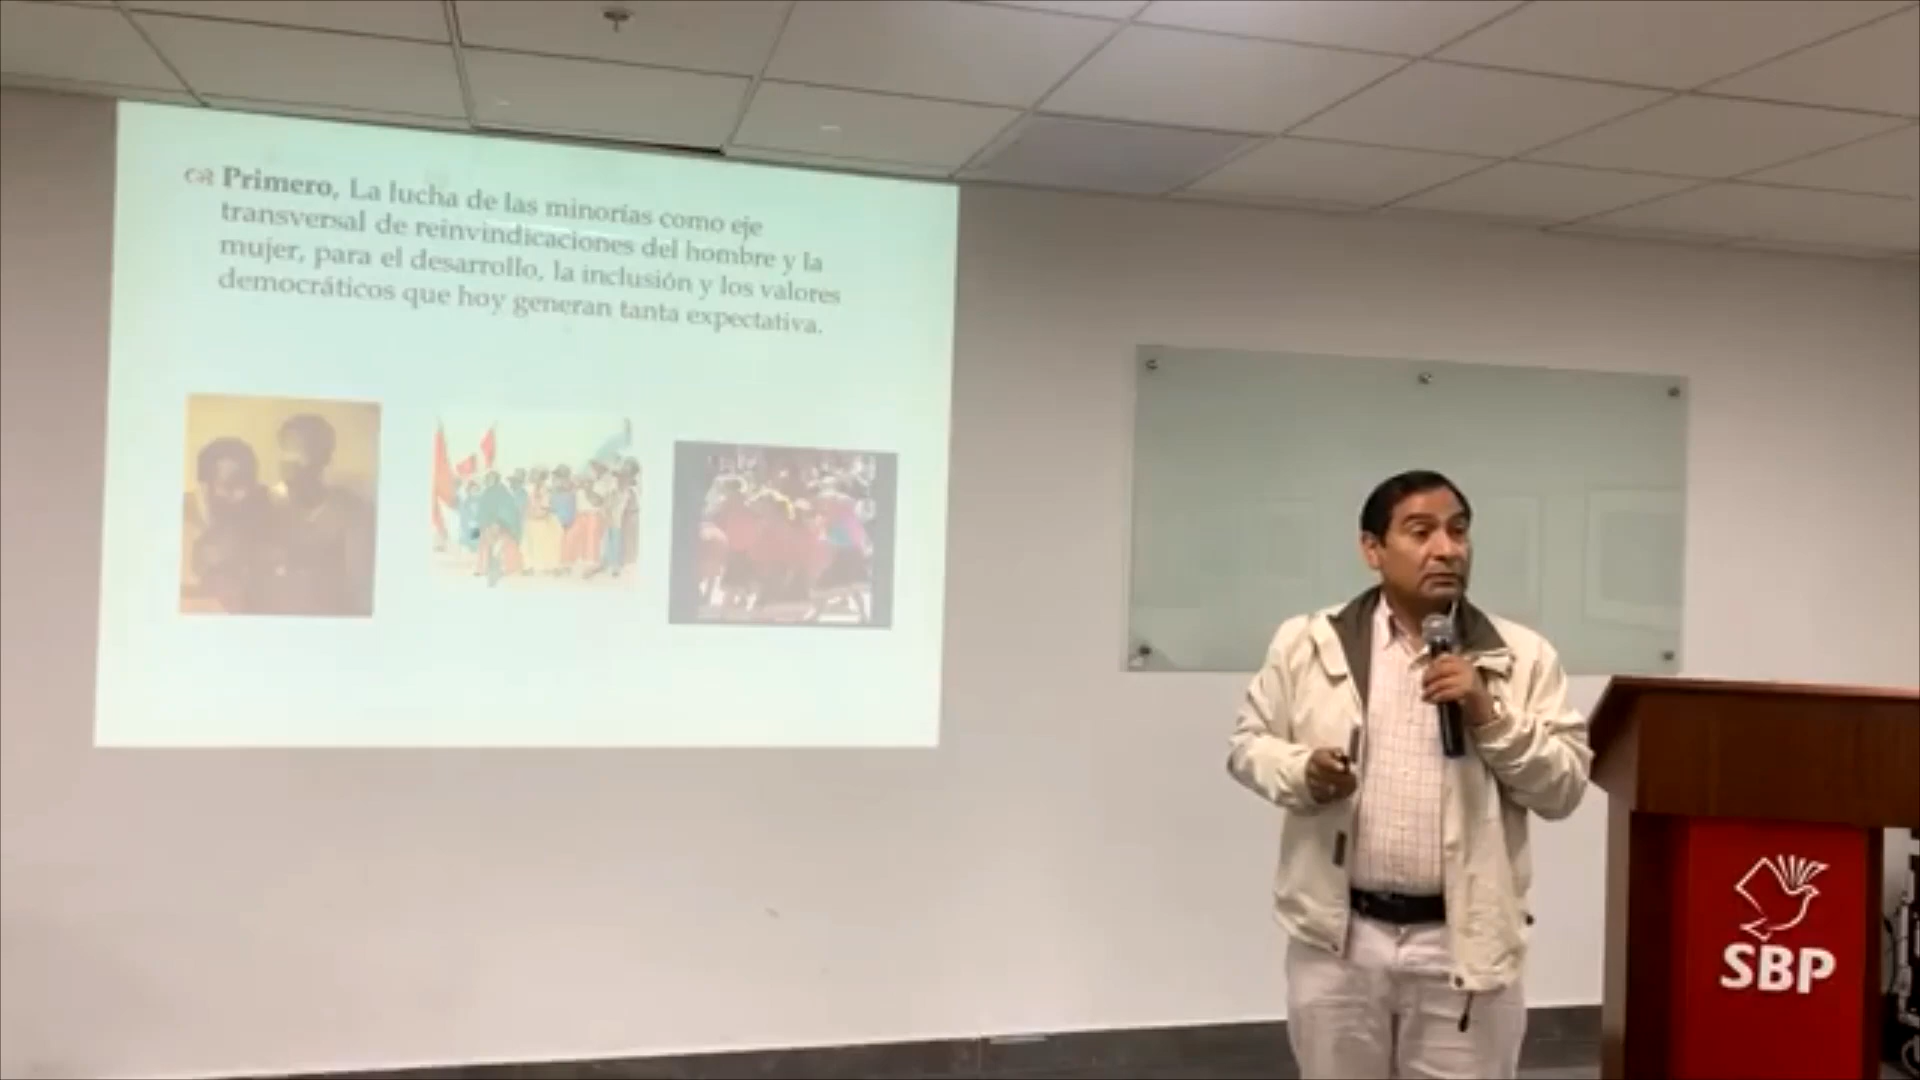 Primero, La lucha de las minorías como eje
transversal de reinvindicaciones del hombre y la
mujer, para el desarrollo, la inclusión y los valores
democráticos que hoy generan tanta expectativa.
SBP